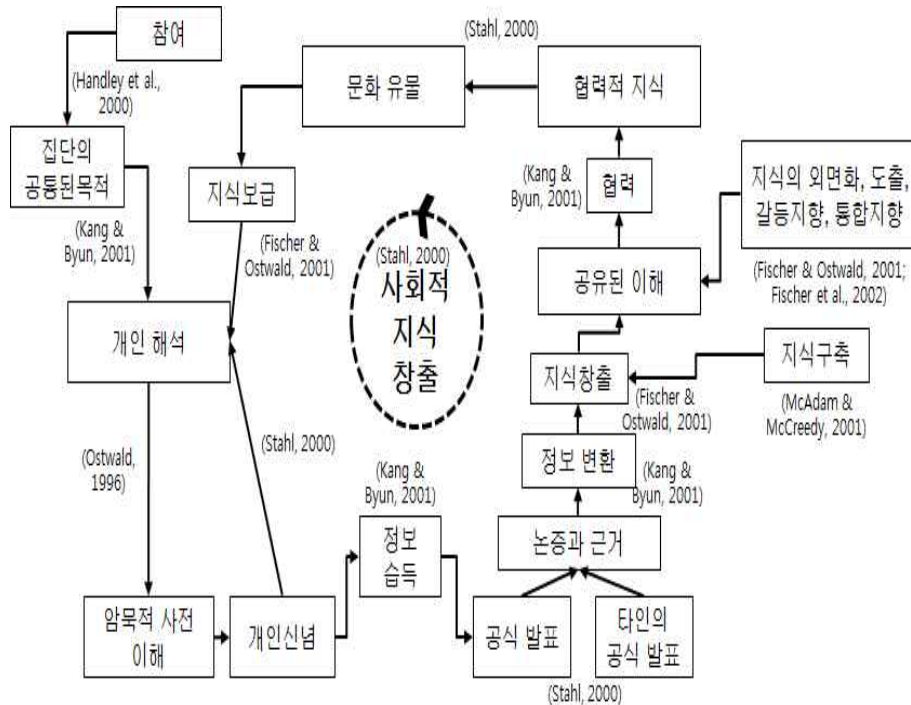 참여
(Handley et al.,
2000)
집단의
공통된목적
(Kang &
Byun, 2001)
개인 해석
(Ostwald,
1996)
암묵적 사전
이해
개인신념
(Stahl, 2000)
정보
습득
(Kang &
Byun, 2001)
공식 발표
타인의
공식 발표
(Stahl, 2000)
논증과 근거
(Kang &
Byun, 2001)
정보 변환
지식창출
(Fischer &
Ostwald, 2001)
지식구축
(McAdam &
McCreedy, 2001)
공유된 이해
지식의 외면화, 도출,
갈등지향, 통합지향
(Fischer & Ostwald, 2001;
Fischer et al., 2002)
협력
(Kang &
Byun, 2001)
협력적 지식
(Stahl, 2000)
문화 유물
지식보급
(Fischer &
Ostwald, 2001)
(Stahl, 2000)
사회적
지식
창출